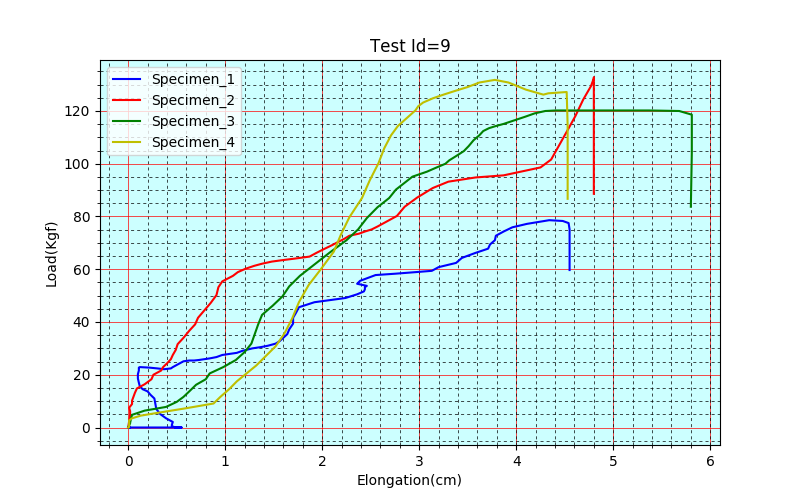 Test Id=9
Specimen_1
Specimen_2
Specimen_3
Specimen_4
Load(Kgf)
120
100
80
60
40
20
0
0 1 2 3 4 5 6
Elongation(cm)